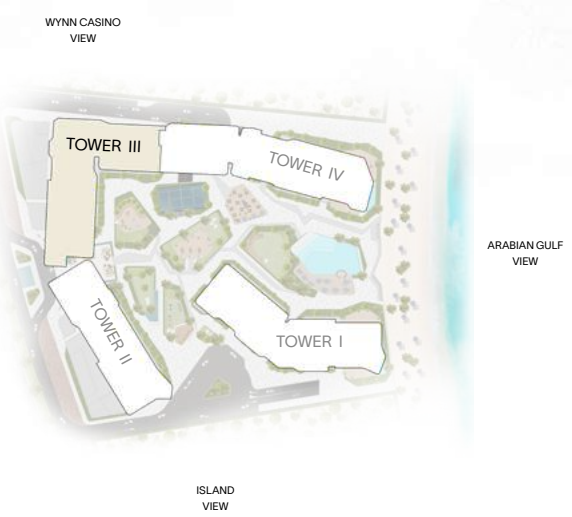 WYNN CASINO
VIEW
TOWER III
TOWER IV
ARABIAN GULF
VIEW
TOWER II
TOWER I
ISLAND
VIEW